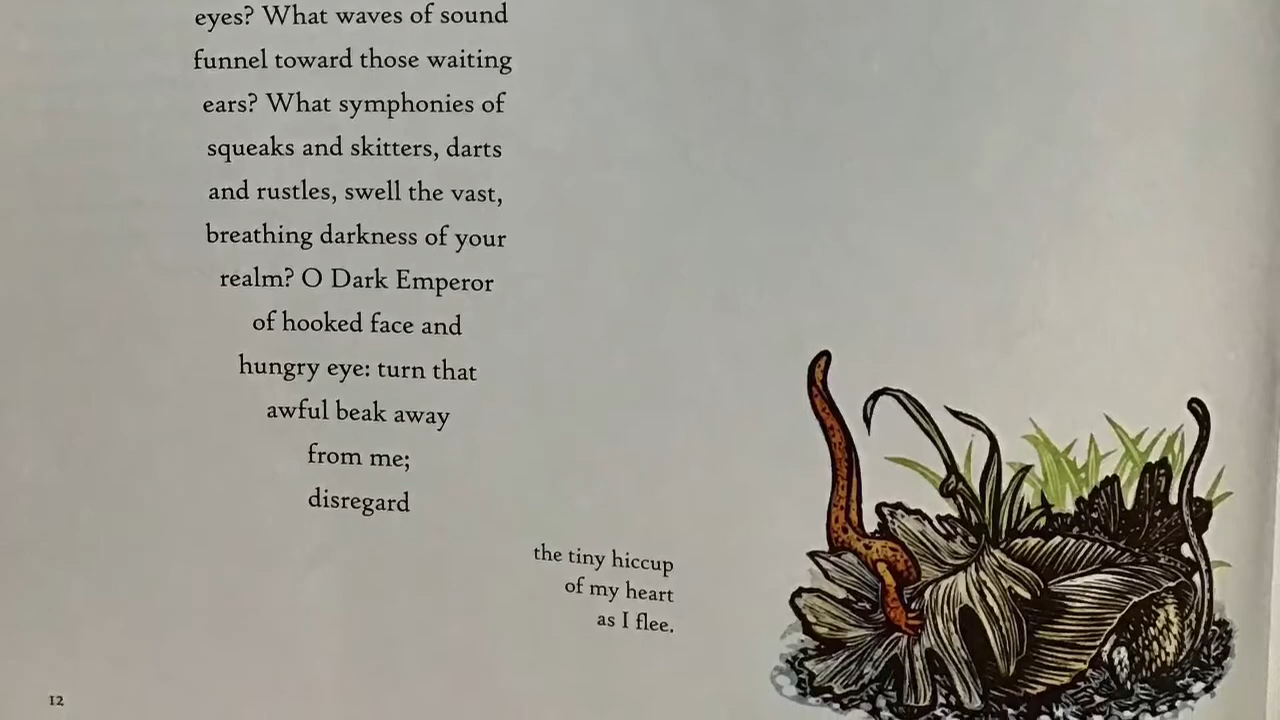 eyes? What waves of sound
funnel toward those waiting
ears? What symphonies of
squeaks and skitters, darts
and rustles, swell the vast,
breathing darkness of your
realm? O Dark Emperor
of hooked face and
hungry eye: turn that
awful beak away
from me;
disregard
the tiny hiccup
of my heart
as I flee.
12